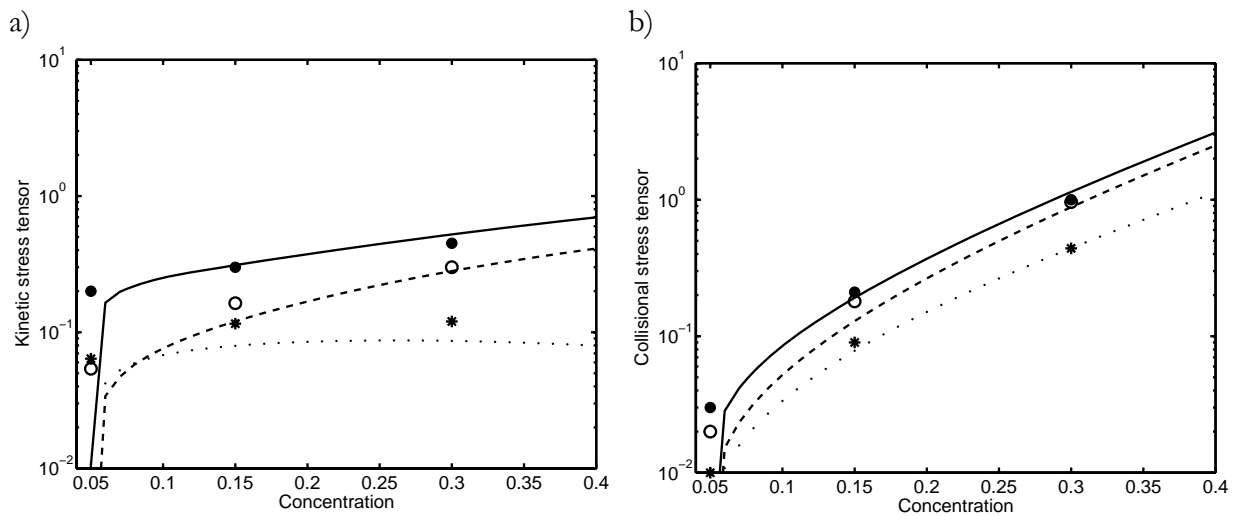 a)
10^1
10^0
10^-1
10^-2
Kinetic stress tensor
0.05 0.1 0.15 0.2 0.25 0.3 0.35 0.4
Concentration
b)
10^1
10^0
10^-1
10^-2
Collisional stress tensor
0.05 0.1 0.15 0.2 0.25 0.3 0.35 0.4
Concentration